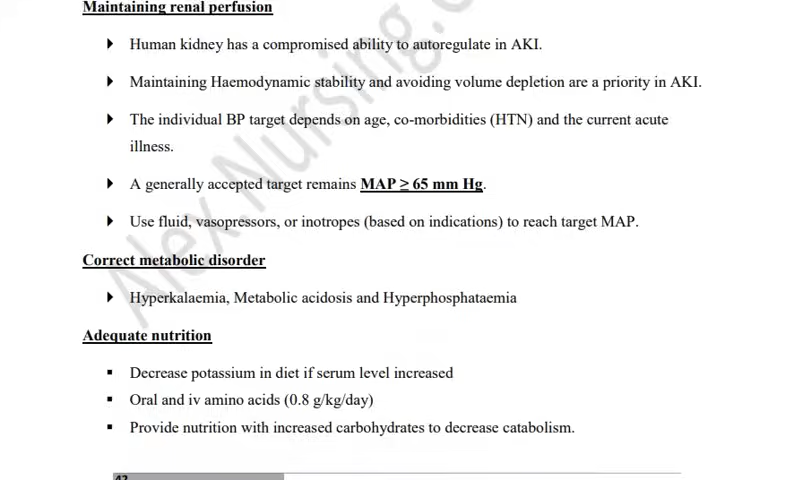 Maintaining renal perfusion
Human kidney has a compromised ability to autoregulate in AKI.
Maintaining Haemodynamic stability and avoiding volume depletion are a priority in AKI.
The individual BP target depends on age, co-morbidities (HTN) and the current acute
illness.
A generally accepted target remains MAP ≥ 65 mm Hg.
Use fluid, vasopressors, or inotropes (based on indications) to reach target MAP.
Correct metabolic disorder
Hyperkalaemia, Metabolic acidosis and Hyperphosphataemia
Adequate nutrition
Decrease potassium in diet if serum level increased
Oral and iv amino acids (0.8 g/kg/day)
Provide nutrition with increased carbohydrates to decrease catabolism.
Alex.Nursing.